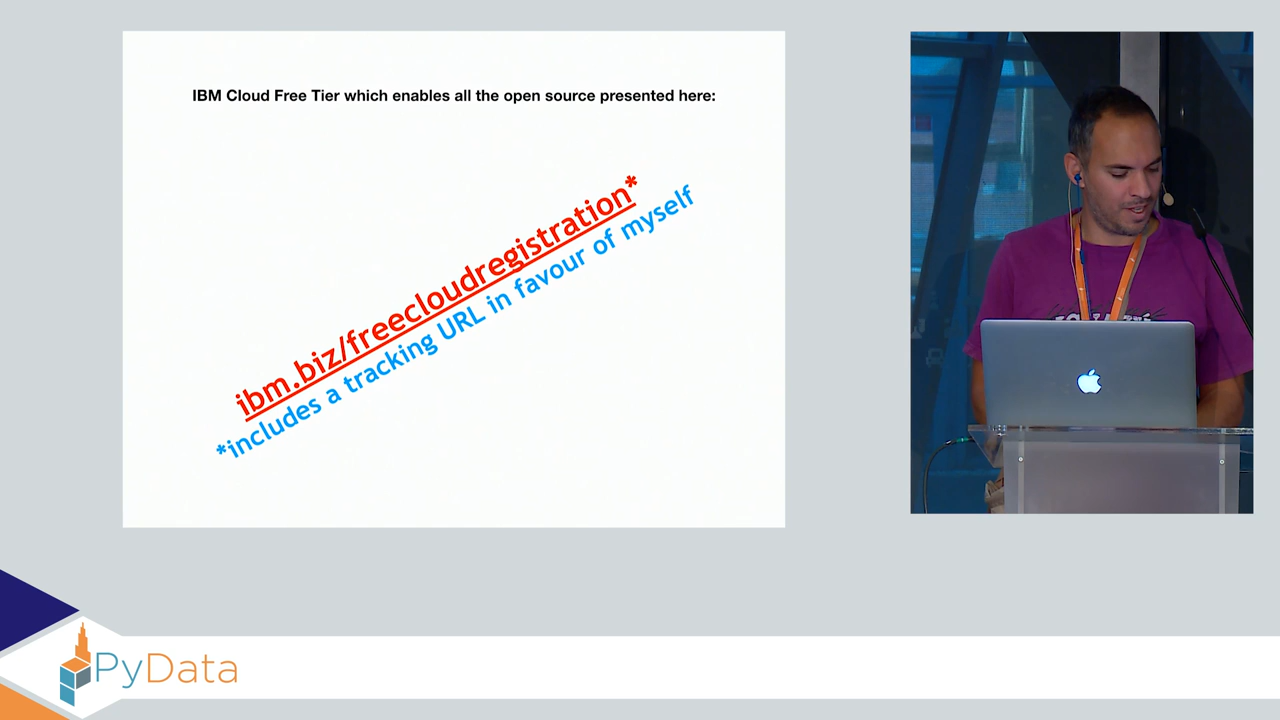 IBM Cloud Free Tier which enables all the open source presented here:
ibm.biz/freecloudregistration*
*includes a tracking URL in favour of myself
PyData